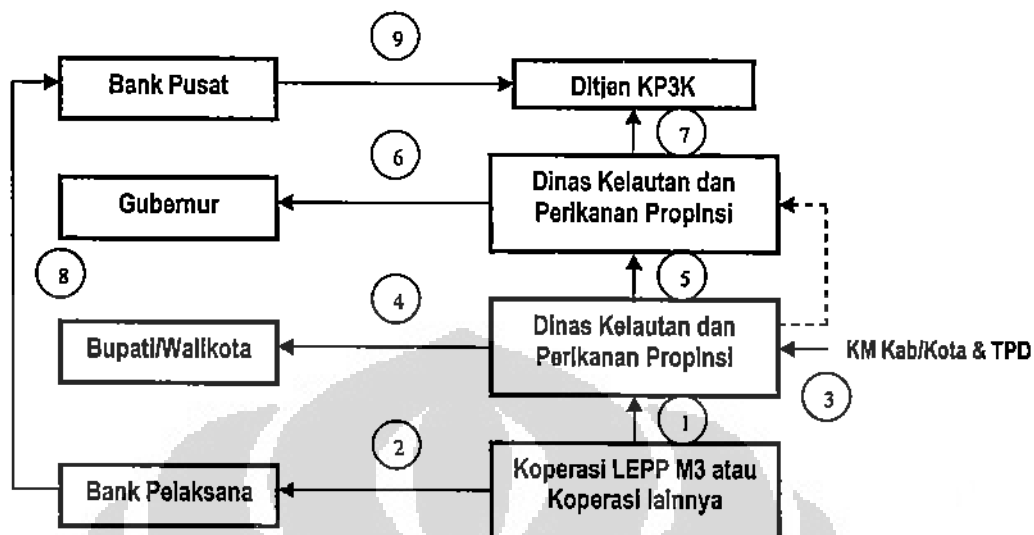 9
Bank Pusat
Ditjen KP3K
7
6
Dinas Kelautan dan
Perikanan Propinsi
Gubernur
8
5
4
Dinas Kelautan dan
Perikanan Propinsi
Bupati/Walikota
KM Kab/Kota & TPD
3
1
2
Koperasi LEPP M3 atau
Koperasi lainnya
Bank Pelaksana